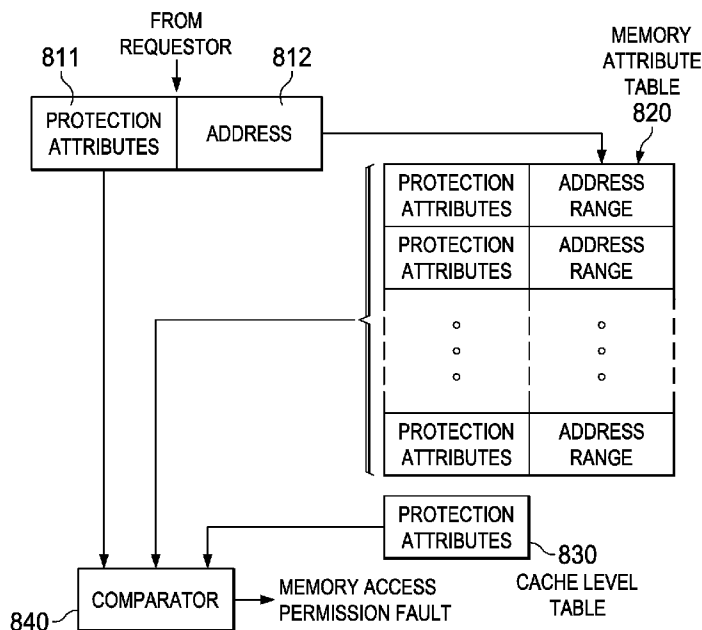 FROM
REQUESTOR
811
812
PROTECTION
ATTRIBUTES
ADDRESS
MEMORY
ATTRIBUTE
TABLE
820
PROTECTION
ATTRIBUTES
ADDRESS
RANGE
PROTECTION
ATTRIBUTES
ADDRESS
RANGE
PROTECTION
ATTRIBUTES
ADDRESS
RANGE
PROTECTION
ATTRIBUTES
830
CACHE LEVEL
TABLE
840
COMPARATOR
MEMORY ACCESS
PERMISSION FAULT